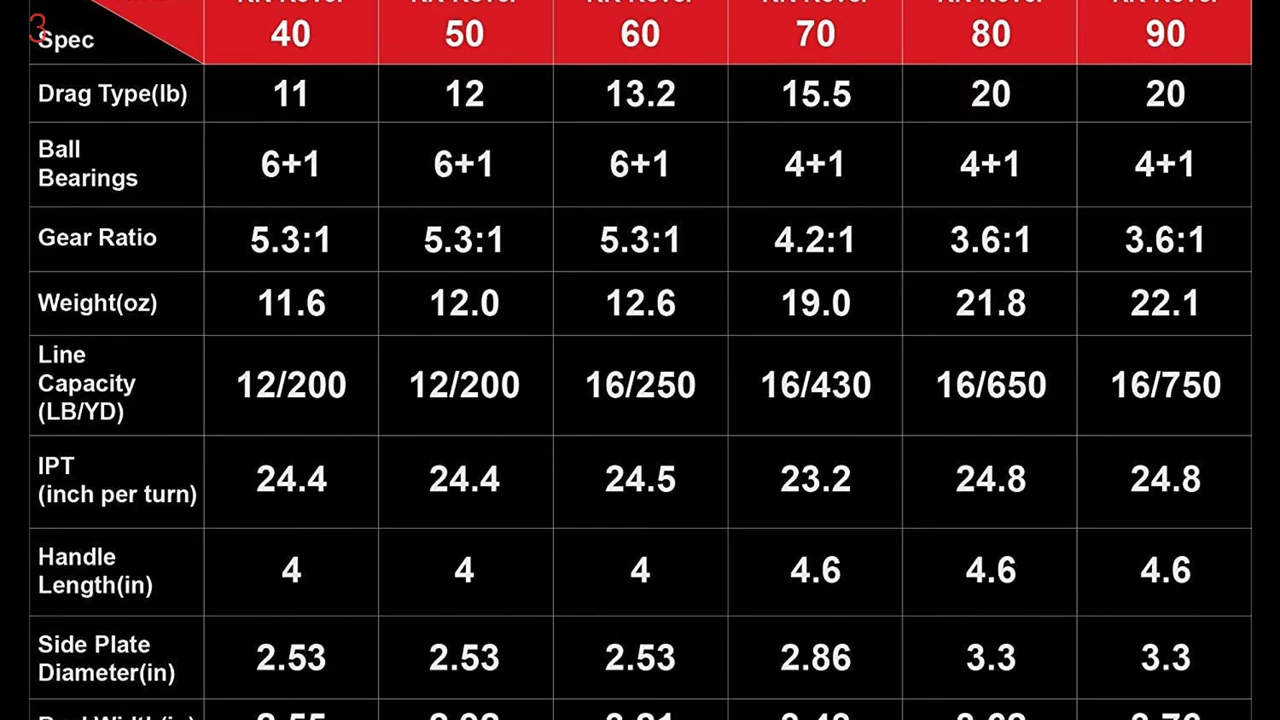 3
Spec 40 50 60 70 80 90
Drag Type(lb) 11 12 13.2 15.5 20 20
Ball
Bearings 6+1 6+1 6+1 4+1 4+1 4+1
Gear Ratio 5.3:1 5.3:1 5.3:1 4.2:1 3.6:1 3.6:1
Weight(oz) 11.6 12.0 12.6 19.0 21.8 22.1
Line
Capacity 12/200 12/200 16/250 16/430 16/650 16/750
(LB/YD)
IPT
(inch per turn) 24.4 24.4 24.5 23.2 24.8 24.8
Handle
Length(in) 4 4 4 4.6 4.6 4.6
Side Plate
Diameter(in) 2.53 2.53 2.53 2.86 3.3 3.3